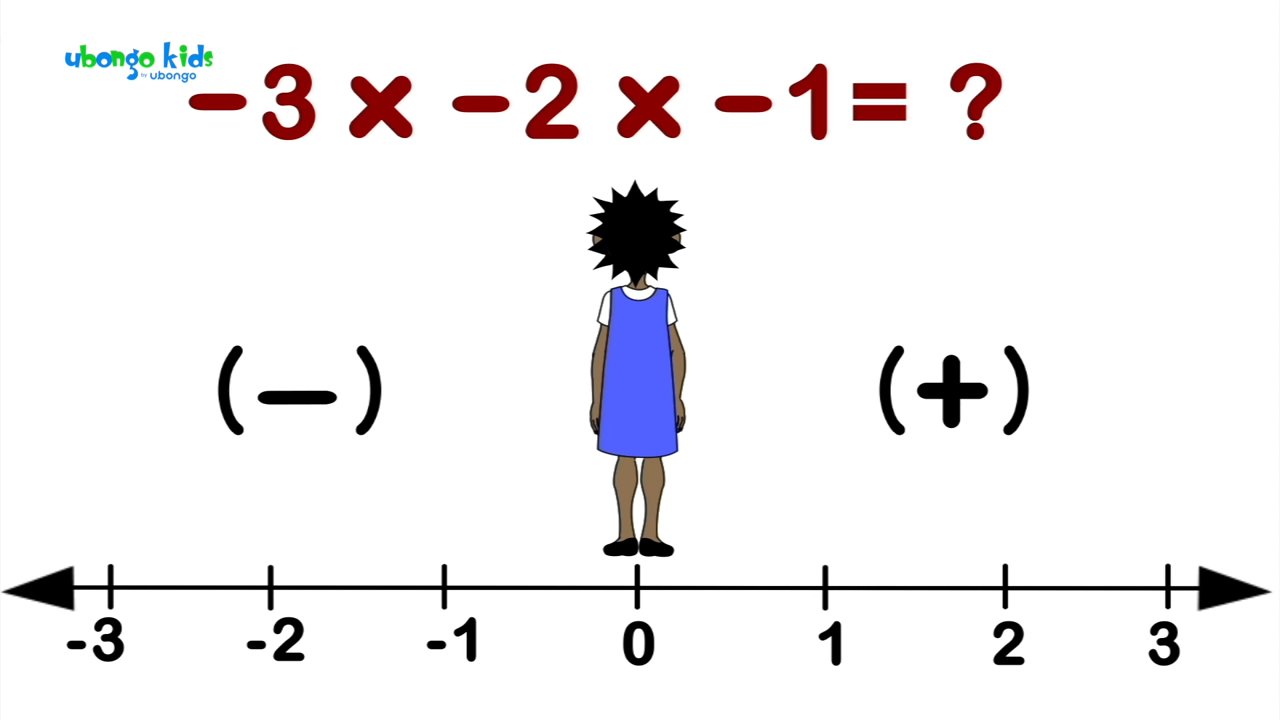 ubongo kids
by ubongo
-3 × -2 × -1 = ?
(-) (+)
-3 -2 -1 0 1 2 3